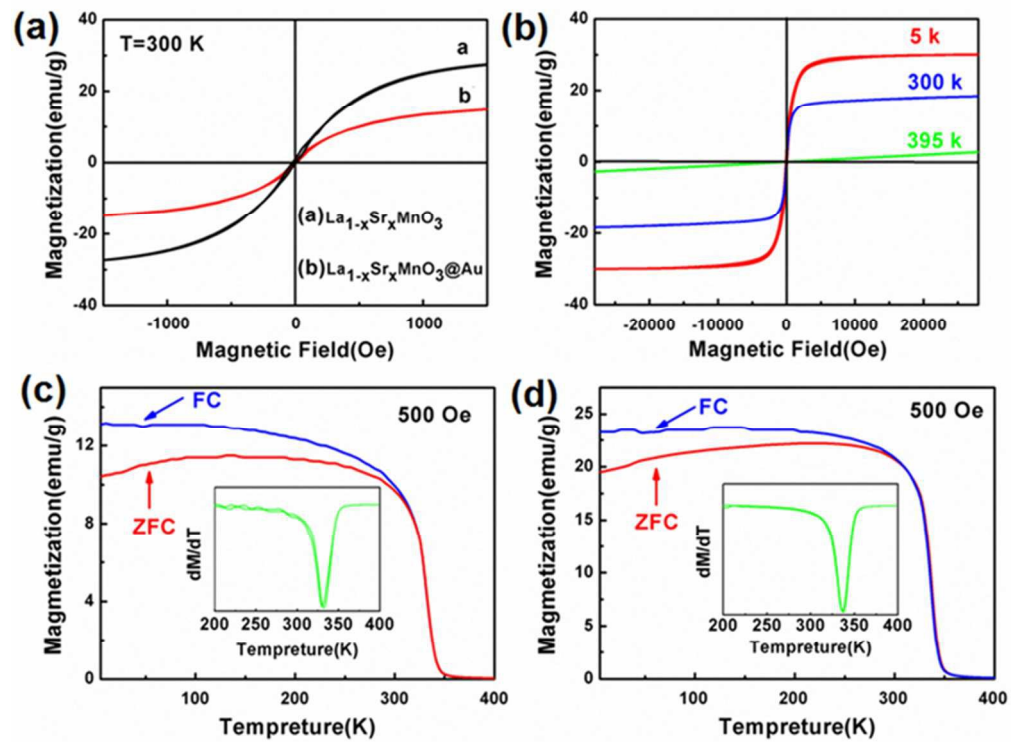 (a)
Magnetization(emu/g)
40
20
0
-20
-40
T=300 K
a
b
(a)La1-xSrxMnO3
(b)La1-xSrxMnO3@Au
-1000 0 1000
Magnetic Field(Oe)
(b)
Magnetization(emu/g)
40
20
0
-20
-40
5 k
300 k
395 k
-20000 -10000 0 10000 20000
Magnetic Field(Oe)
(c)
Magmetization(emu/g)
12
8
4
0
FC
500 Oe
ZFC
dM/dT
200 250 300 350 400
Tempreture(K)
0 100 200 300 400
Tempreture(K)
(d)
Magmetization(emu/g)
25
20
15
10
5
0
FC
500 Oe
ZFC
dM/dT
200 250 300 350 400
Tempreture(K)
100 200 300 400
Tempreture(K)